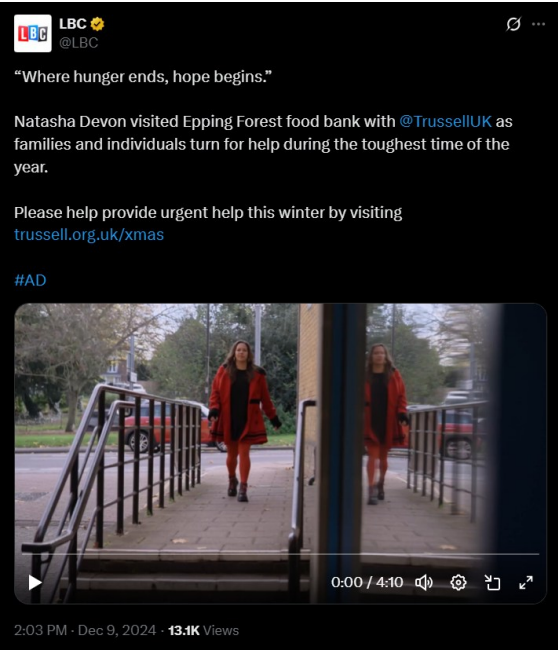 LBC
LBC
@LBC
“Where hunger ends, hope begins.”
Natasha Devon visited Epping Forest food bank with @TrussellUK as
families and individuals turn for help during the toughest time of the
year.
Please help provide urgent help this winter by visiting
trussell.org.uk/xmas
#AD
0:00 / 4:10
2:03 PM · Dec 9, 2024 · 13.1K Views